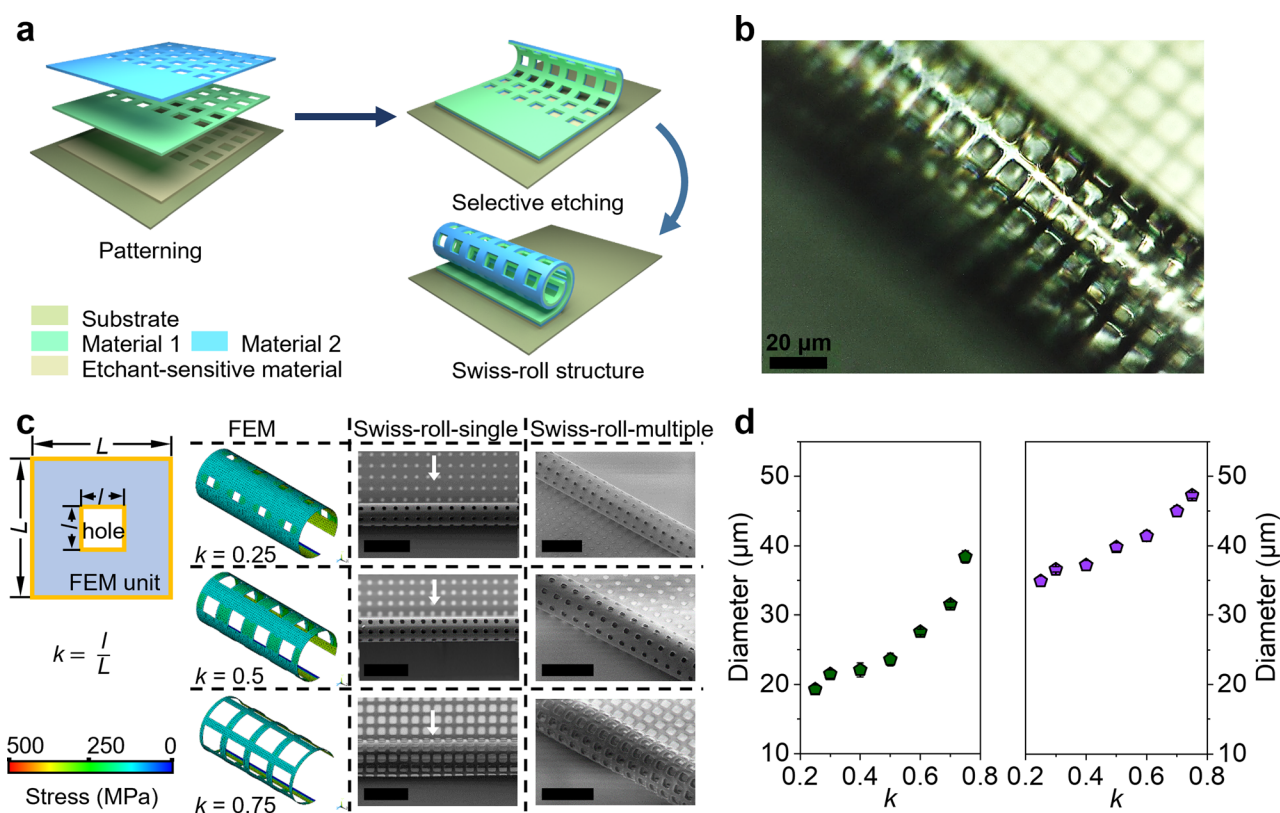 a
Patterning
Selective etching
Swiss-roll structure
Substrate
Material 1
Material 2
Etchant-sensitive material
b
20 μm
c
L
L
l
l
hole
FEM unit
k = l
L
500 250 0
Stress (MPa)
FEM
Swiss-roll-single
Swiss-roll-multiple
k = 0.25
k = 0.5
k = 0.75
d
50
40
30
20
10
0.2 0.4 0.6 0.8
k
Diameter (μm)
50
40
30
20
10
0.2 0.4 0.6 0.8
k
Diameter (μm)